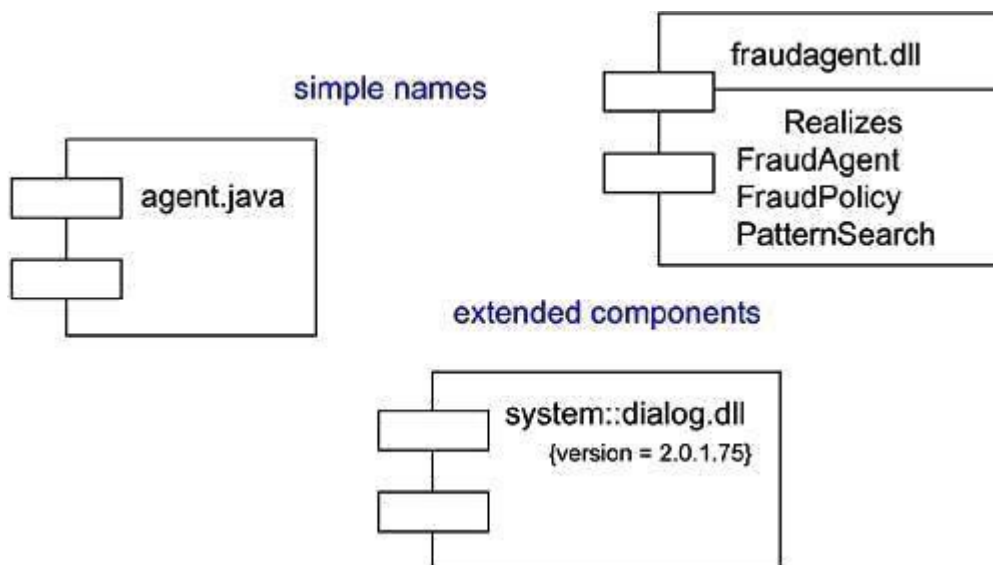 simple names
agent.java
fraudagent.dll
Realizes
FraudAgent
FraudPolicy
PatternSearch
extended components
system::dialog.dll
{version = 2.0.1.75}